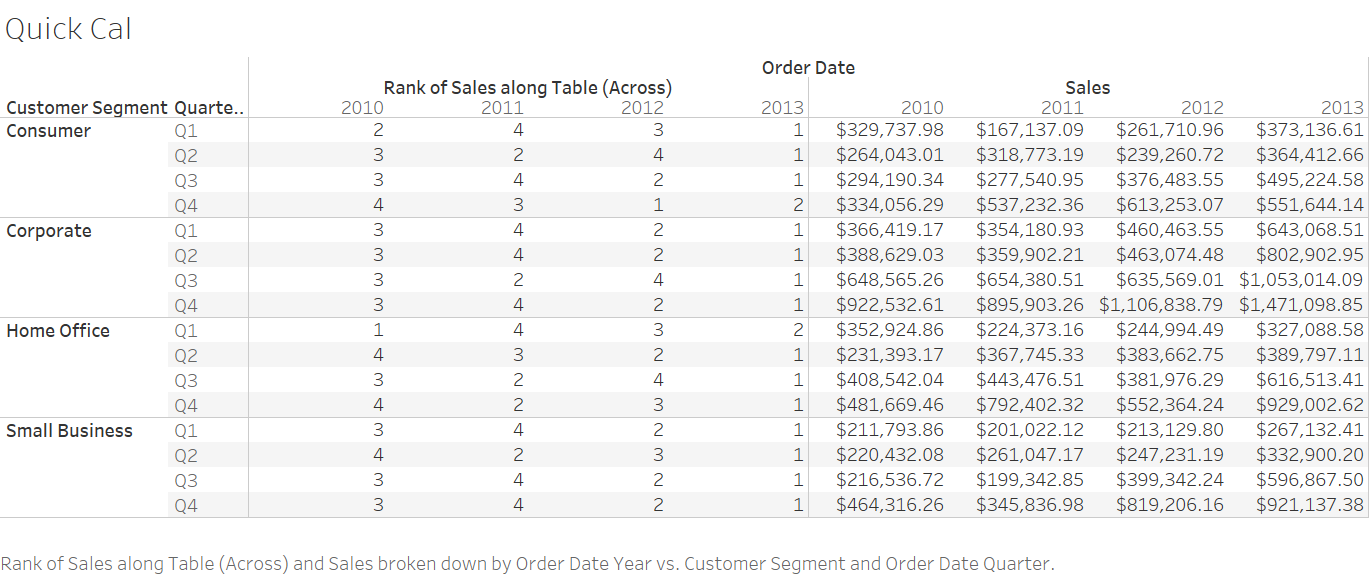 Quick Cal
Order Date
Rank of Sales along Table (Across) Sales
Customer Segment Quarte.. 2010 2011 2012 2013 2010 2011 2012 2013
Consumer Q1 2 4 3 1 $329,737.98 $167,137.09 $261,710.96 $373,136.61
Q2 3 2 4 1 $264,043.01 $318,773.19 $239,260.72 $364,412.66
Q3 3 4 2 1 $294,190.34 $277,540.95 $376,483.55 $495,224.58
Q4 4 3 1 2 $334,056.29 $537,232.36 $613,253.07 $551,644.14
Corporate Q1 3 4 2 1 $366,419.17 $354,180.93 $460,463.55 $643,068.51
Q2 3 4 2 1 $388,629.03 $359,902.21 $463,074.48 $802,902.95
Q3 3 2 4 1 $648,565.26 $654,380.51 $635,569.01 $1,053,014.09
Q4 3 4 2 1 $922,532.61 $895,903.26 $1,106,838.79 $1,471,098.85
Home Office Q1 1 4 3 2 $352,924.86 $224,373.16 $244,994.49 $327,088.58
Q2 4 3 2 1 $231,393.17 $367,745.33 $383,662.75 $389,797.11
Q3 3 2 4 1 $408,542.04 $443,476.51 $381,976.29 $616,513.41
Q4 4 2 3 1 $481,669.46 $792,402.32 $552,364.24 $929,002.62
Small Business Q1 3 4 2 1 $211,793.86 $201,022.12 $213,129.80 $267,132.41
Q2 4 2 3 1 $220,432.08 $261,047.17 $247,231.19 $332,900.20
Q3 3 4 2 1 $216,536.72 $199,342.85 $399,342.24 $596,867.50
Q4 3 4 2 1 $464,316.26 $345,836.98 $819,206.16 $921,137.38
Rank of Sales along Table (Across) and Sales broken down by Order Date Year vs. Customer Segment and Order Date Quarter.